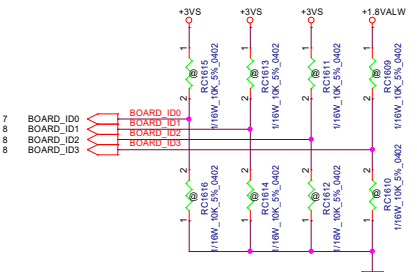 +3VS +3VS +3VS +1.8VALW
1 1 1 1
@ @ @ @
RC1615 RC1613 RC1611 RC1609
1/16W_10K_5%_0402 1/16W_10K_5%_0402 1/16W_10K_5%_0402 1/16W_10K_5%_0402
2 2 2 2
7 BOARD_ID0 BOARD_ID0
8 BOARD_ID1 BOARD_ID1
8 BOARD_ID2 BOARD_ID2
8 BOARD_ID3 BOARD_ID3
2 2 2 2
@ @ @ @
RC1616 RC1614 RC1612 RC1610
1/16W_10K_5%_0402 1/16W_10K_5%_0402 1/16W_10K_5%_0402 1/16W_10K_5%_0402
1 1 1 1